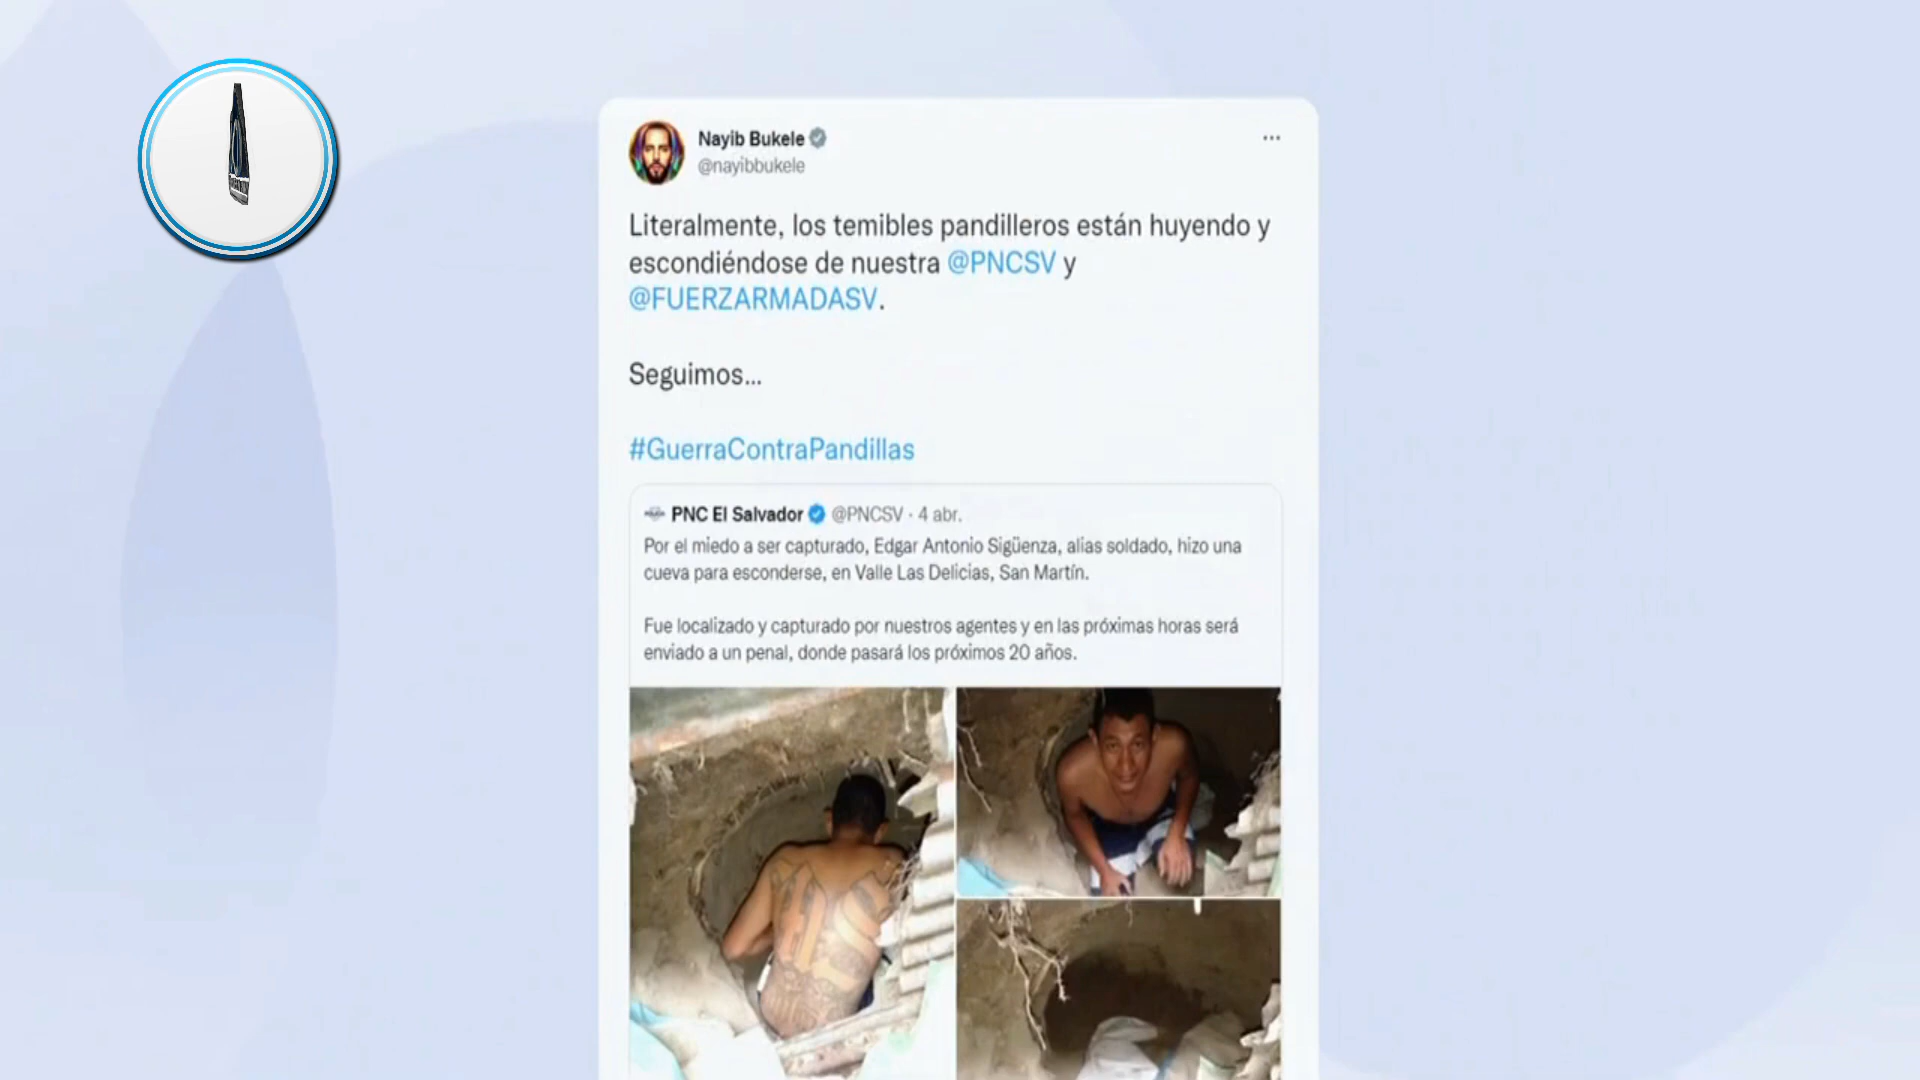 Nayib Bukele
@nayibbukele
Literalmente, los temibles pandilleros están huyendo y
escondiéndose de nuestra @PNCSV y
@FUERZARMADASV.
Seguimos...
#GuerraContraPandillas
PNC El Salvador @PNCSV · 4 abr.
Por el miedo a ser capturado, Edgar Antonio Sigüenza, alias soldado, hizo una
cueva para esconderse, en Valle Las Delicias, San Martín.
Fue localizado y capturado por nuestros agentes y en las próximas horas será
enviado a un penal, donde pasará los próximos 20 años.